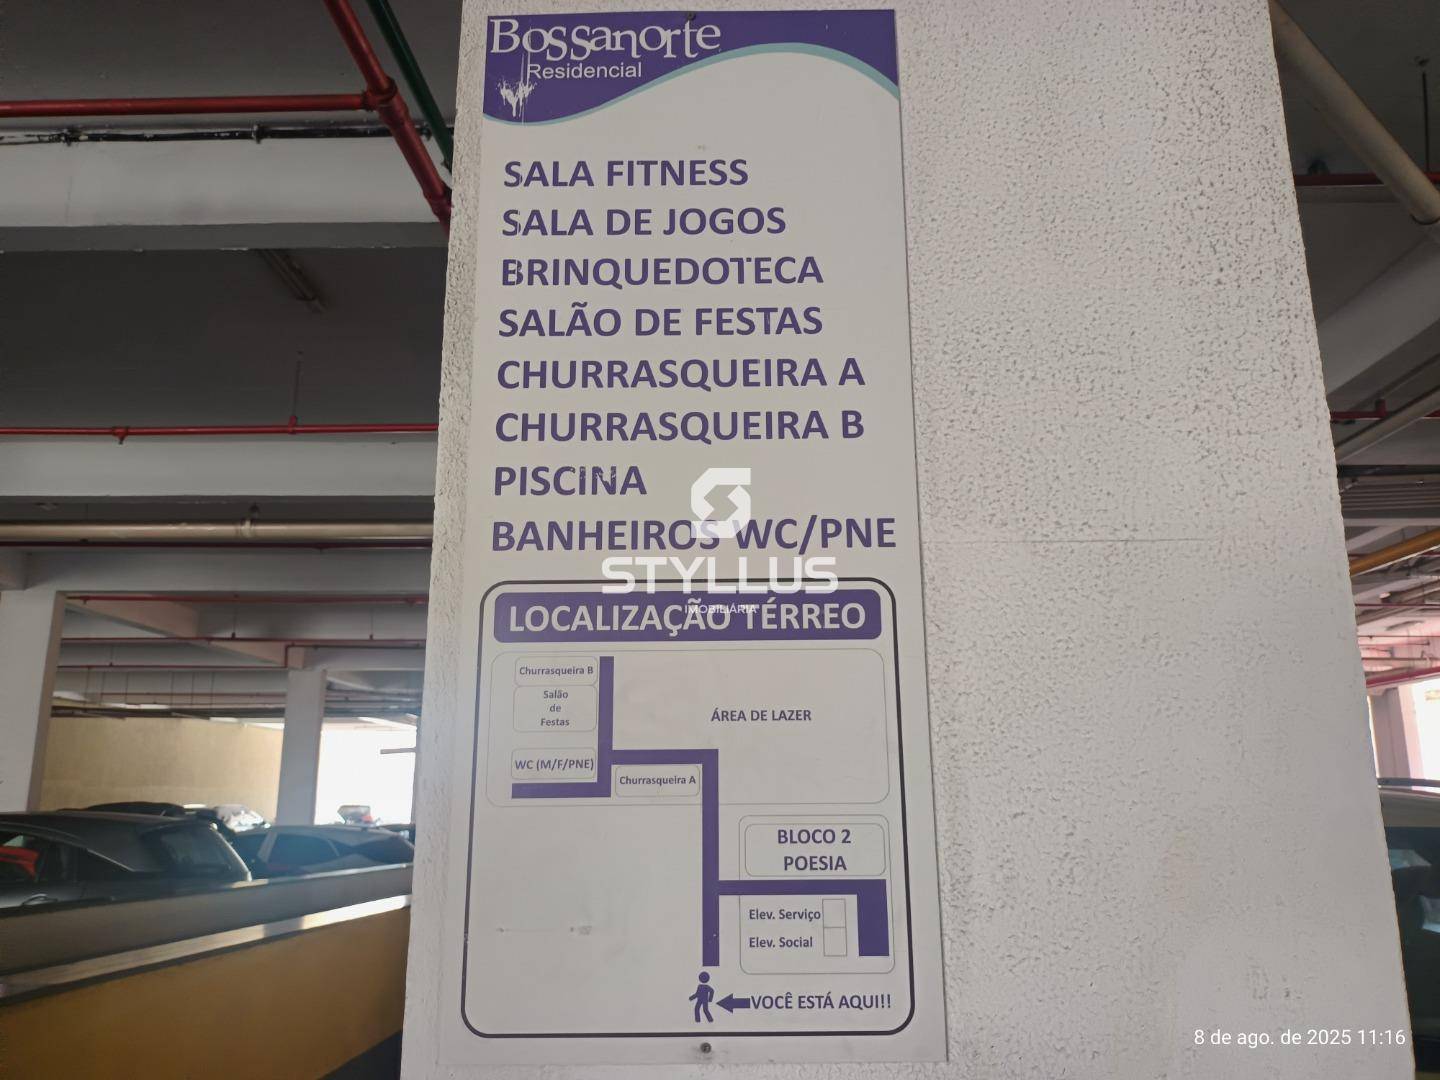 Bossanorte
Residencial
SALA FITNESS
SALA DE JOGOS
BRINQUEDOTECA
SALÃO DE FESTAS
CHURRASQUEIRA A
CHURRASQUEIRA B
PISCINA
BANHEIROS WC/PNE
STYLLUS
IMOBILIÁRIA
LOCALIZAÇÃO TÉRREO
Churrasqueira B
Salão
de
Festas
ÁREA DE LAZER
WC (M/F/PNE)
Churrasqueira A
BLOCO 2
POESIA
Elev. Serviço
Elev. Social
VOCÊ ESTÁ AQUI!!
8 de ago. de 2025 11:16